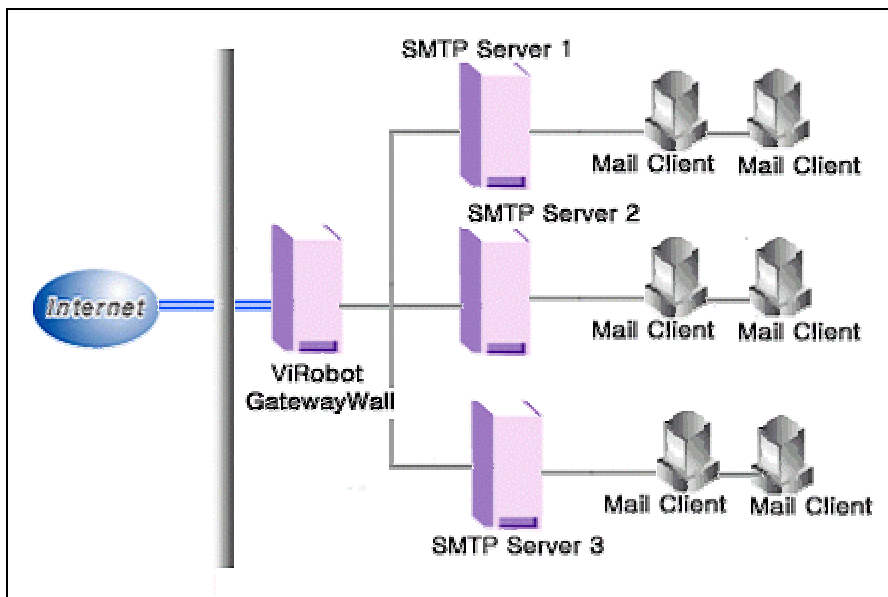 SMTP Server 1
Mail Client
Mail Client
SMTP Server 2
Internet
Mail Client
Mail Client
ViRobot
GatewayWall
Mail Client
Mail Client
SMTP Server 3